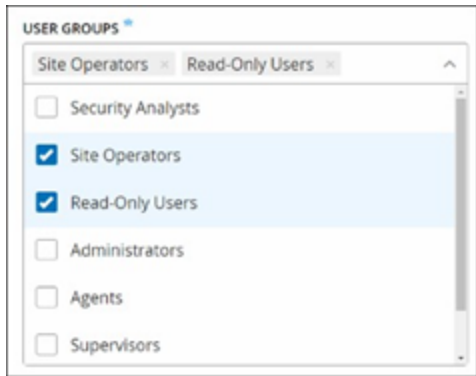 USER GROUPS *
Site Operators × Read-Only Users ×
Security Analysts
Site Operators
Read-Only Users
Administrators
Agents
Supervisors